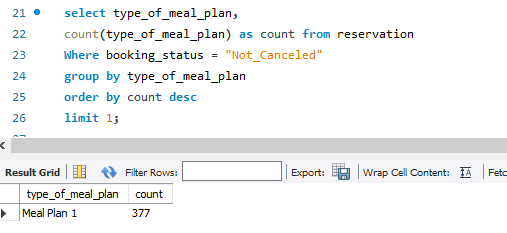 21 select type_of_meal_plan,
22 count(type_of_meal_plan) as count from reservation
23 Where booking_status = "Not_Canceled"
24 group by type_of_meal_plan
25 order by count desc
26 limit 1;
Result Grid Filter Rows: Export: Wrap Cell Content: Fetc
type_of_meal_plan count
Meal Plan 1 377